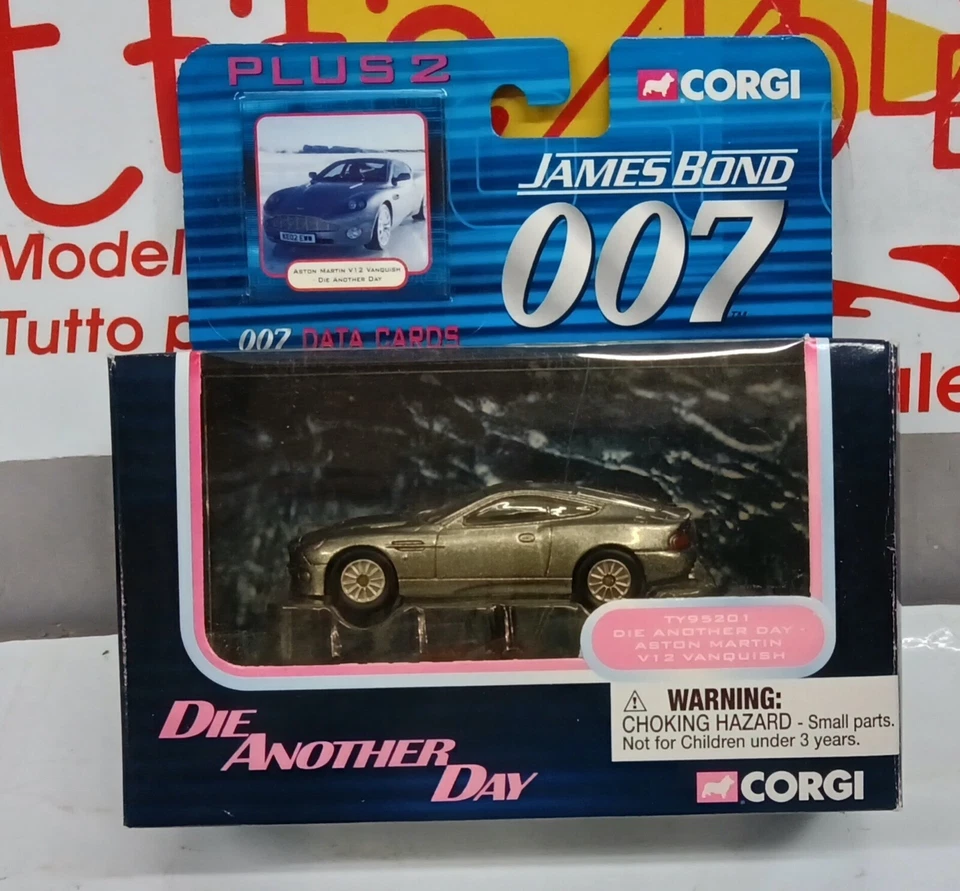 PLUS 2
CORGI
JAMES BOND
007™
ASTON MARTIN V12 VANQUISH
- DIE ANOTHER DAY
007 DATA CARDS
Model
Tutto p
ule
TY95201
DIE ANOTHER DAY -
ASTON MARTIN
V12 VANQUISH
WARNING:
CHOKING HAZARD - Small parts.
Not for Children under 3 years.
DIE
ANOTHER
DAY
CORGI